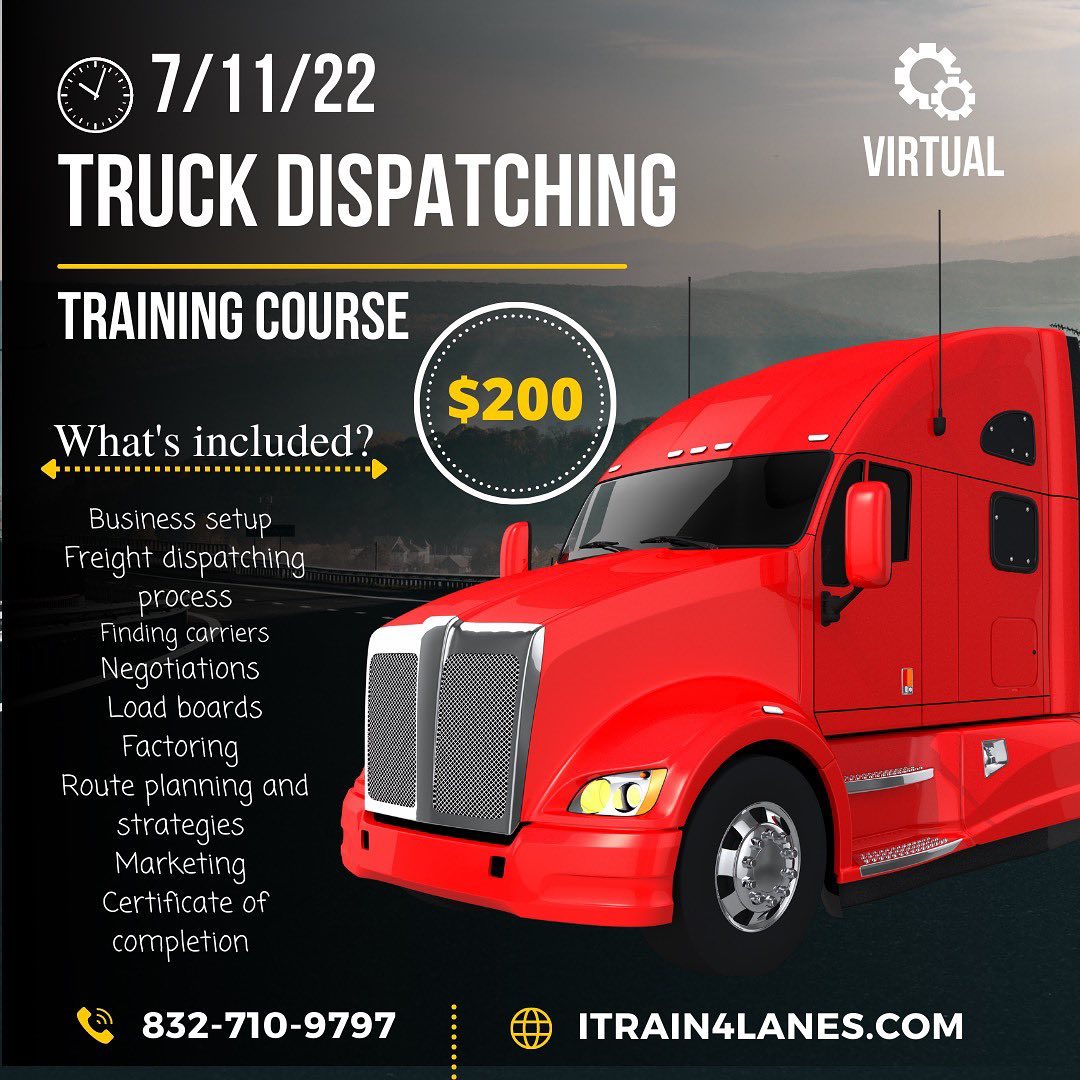 7/11/22
VIRTUAL
TRUCK DISPATCHING
TRAINING COURSE
$200
What's included?
Business setup
Freight dispatching
process
Finding carriers
Negotiations
Load boards
Factoring
Route planning and
strategies
Marketing
Certificate of
completion
832-710-9797
ITRAIN4LANES.COM